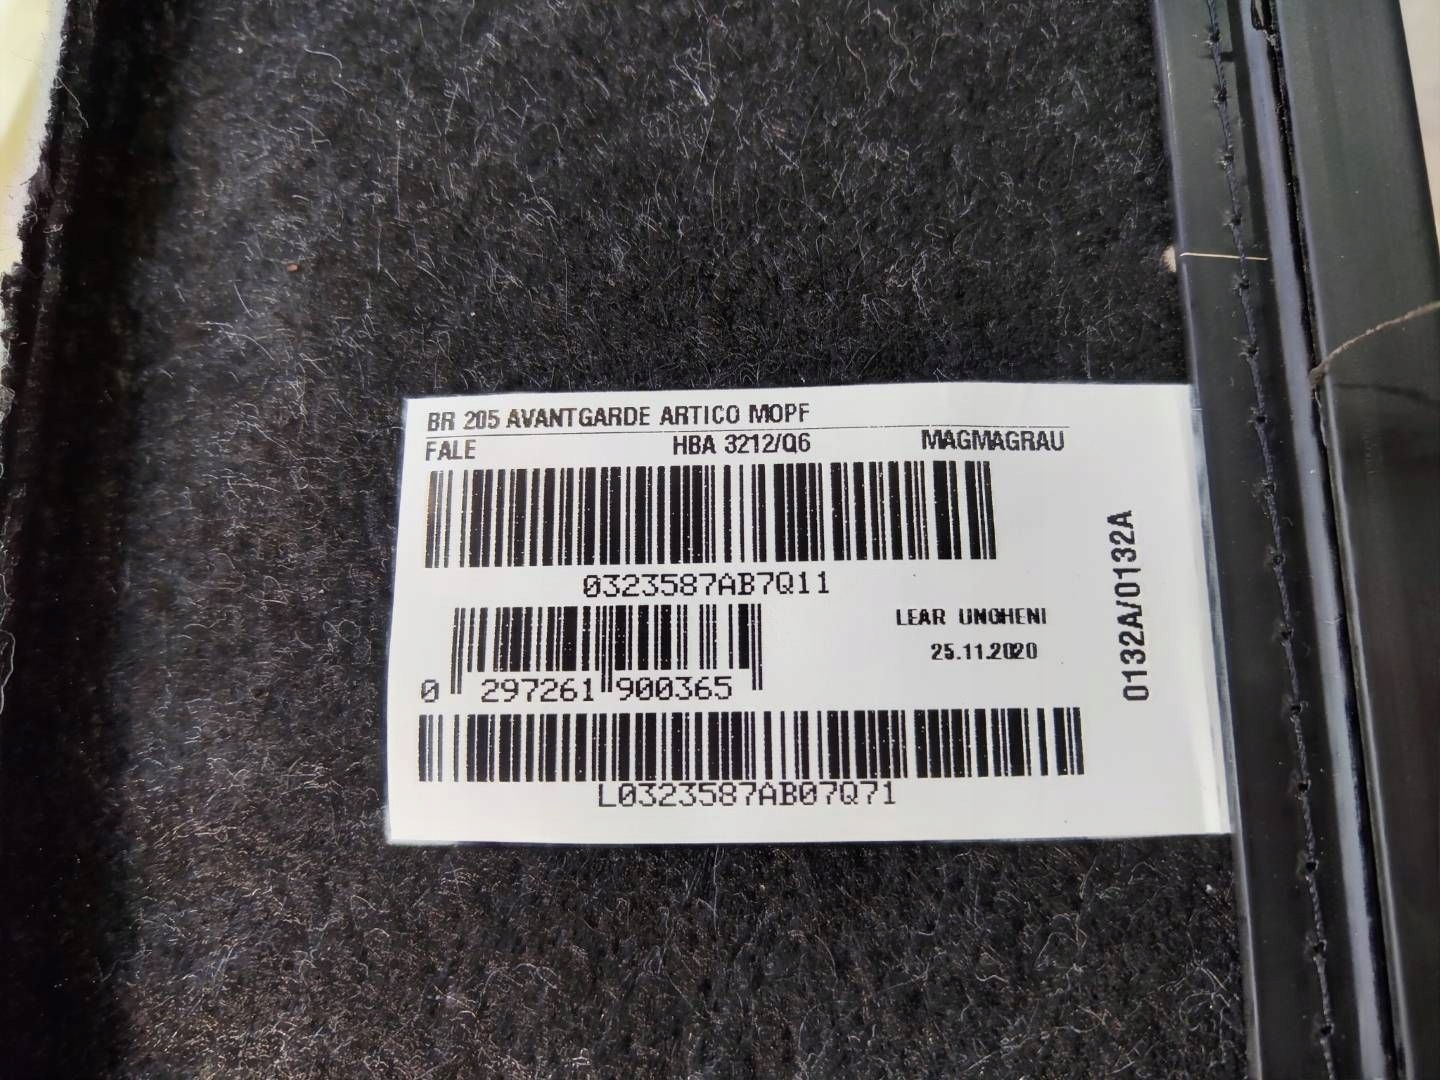 BR 205 AVANTGARDE ARTICO MOPF
FALE HBA 3212/Q6 MAGMAGRAU
0323587AB7Q11
LEAR UNGHENI
25.11.2020
0 297261 900365
L0323587AB07Q71
0132A/0132A